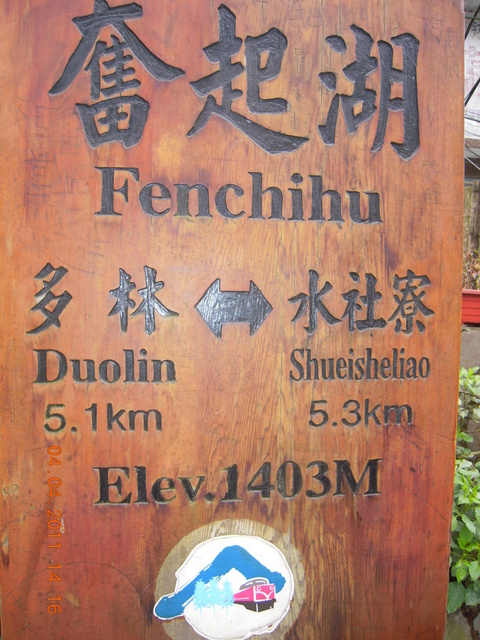 奮起湖
Fenchihu
多林 ↔ 水社寮
Duolin Shueisheliao
5.1km 5.3km
Elev.1403M
04.04.2011 14:16